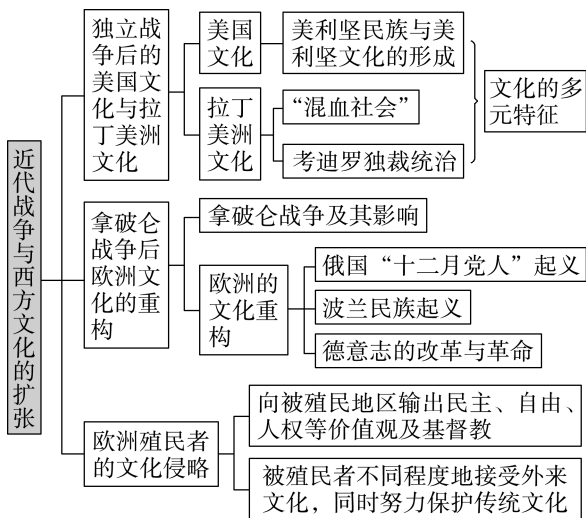 近代战争与西方文化的扩张
独立战
争后的
美国文
化与拉
丁美洲
文化
美国
文化
美利坚民族与美
利坚文化的形成
拉丁
美洲
文化
“混血社会”
考迪罗独裁统治
文化的多
元特征
拿破仑
战争后
欧洲文
化的重
构
拿破仑战争及其影响
欧洲的
文化重
构
俄国“十二月党人”起义
波兰民族起义
德意志的改革与革命
欧洲殖民者
的文化侵略
向被殖民地区输出民主、自由、
人权等价值观及基督教
被殖民者不同程度地接受外来
文化，同时努力保护传统文化